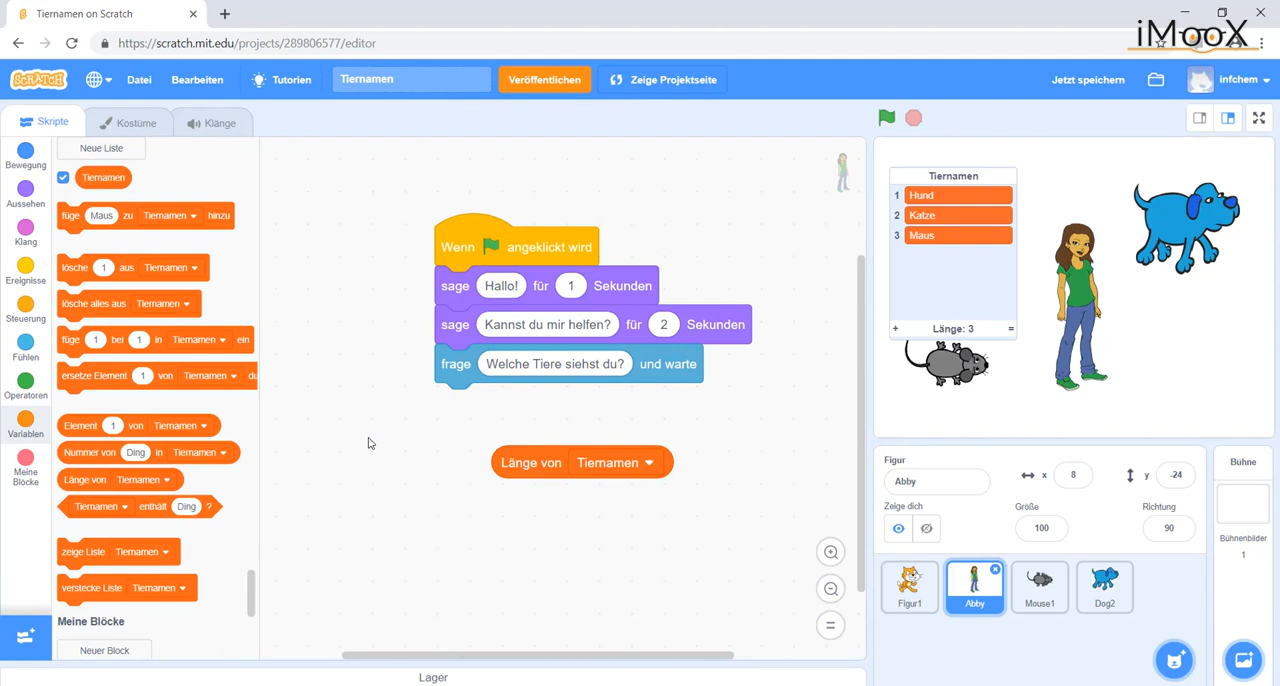 Tiernamen on Scratch
iMooX
https://scratch.mit.edu/projects/289806577/editor
SCRATCH
Datei
Bearbeiten
Tutorien
Tiernamen
Veröffentlichen
Zeige Projektseite
Jetzt speichern
infchem
Skripte
Kostüme
Klänge
Bewegung
Aussehen
Klang
Ereignisse
Steuerung
Fühlen
Operatoren
Variablen
Meine
Blöcke
Neue Liste
Tiernamen
füge Maus zu Tiernamen hinzu
lösche 1 aus Tiernamen
lösche alles aus Tiernamen
füge 1 bei 1 in Tiernamen ein
ersetze Element 1 von Tiernamen du
Element 1 von Tiernamen
Nummer von Ding in Tiernamen
Länge von Tiernamen
Tiernamen enthält Ding ?
zeige Liste Tiernamen
verstecke Liste Tiernamen
Meine Blöcke
Neuer Block
Wenn angeklickt wird
sage Hallo! für 1 Sekunden
sage Kannst du mir helfen? für 2 Sekunden
frage Welche Tiere siehst du? und warte
Länge von Tiernamen
Lager
Tiernamen
1 Hund
2 Katze
3 Maus
+ Länge: 3 =
Figur
Abby
x 8
y -24
Zeige dich
Größe
100
Richtung
90
Figur1
Abby
Mouse1
Dog2
Bühne
Bühnenbilder
1